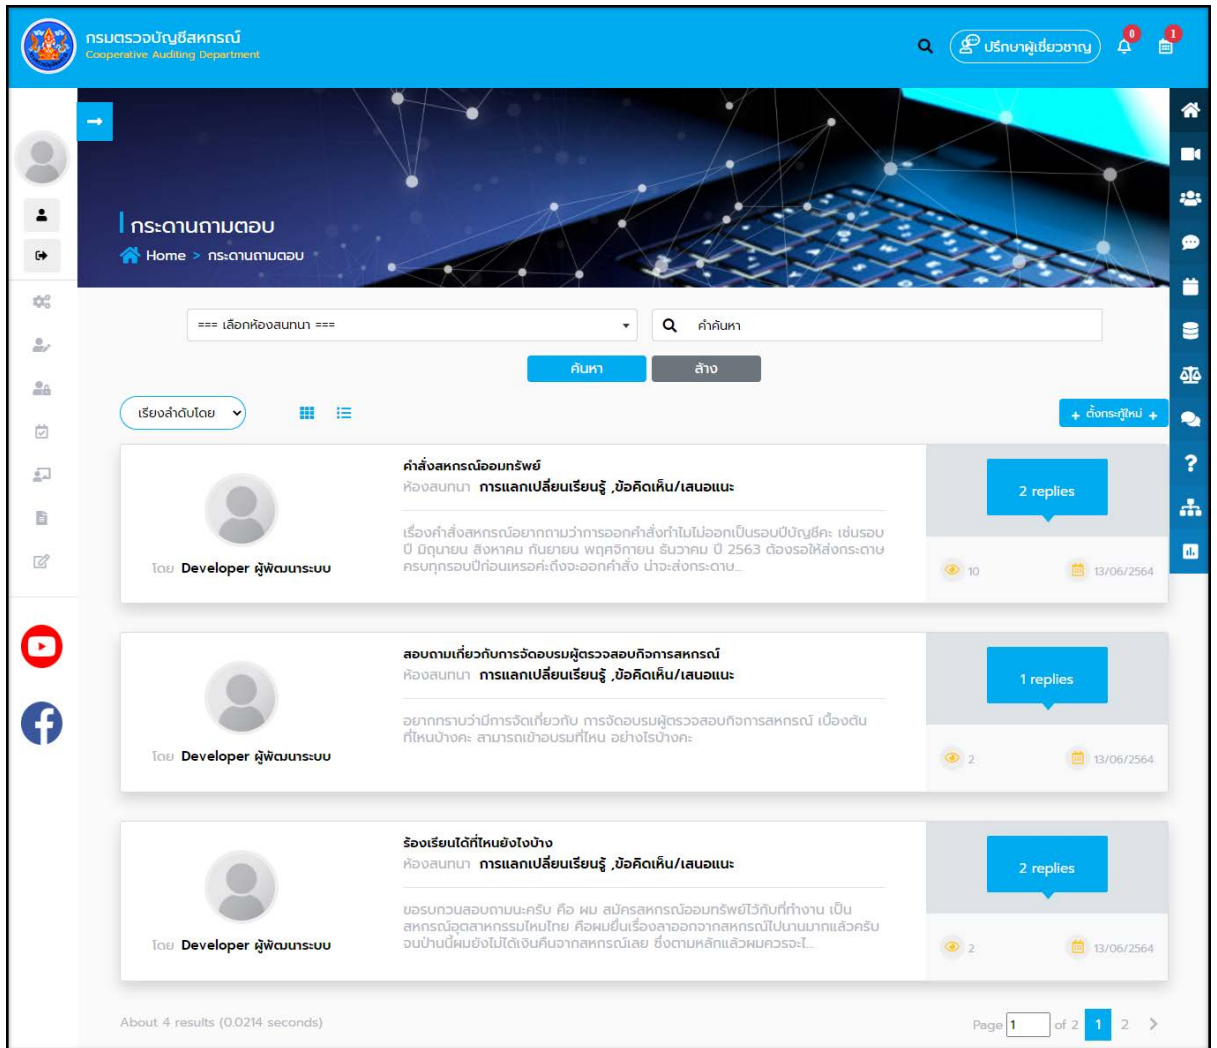 กรมตรวจบัญชีสหกรณ์
Cooperative Auditing Department
ปรึกษาผู้เชี่ยวชาญ
0
1
กระดานถามตอบ
Home > กระดานถามตอบ
=== เลือกห้องสนทนา ===
คำค้นหา
ค้นหา
ล้าง
เรียงลำดับโดย
+ ตั้งกระทู้ใหม่ +
คำสั่งสหกรณ์ออมทรัพย์
ห้องสนทนา การแลกเปลี่ยนเรียนรู้ ,ข้อคิดเห็น/เสนอแนะ
เรื่องคำสั่งสหกรณ์อยากถามว่าการออกคำสั่งทำไมไม่ออกเป็นรอบปีบัญชีคะ เช่นรอบ
ปี มิถุนายน สิงหาคม กันยายน พฤศจิกายน ธันวาคม ปี 2563 ต้องรอให้ส่งกระดาษ
ครบทุกรอบปีก่อนเหรอค่ะถึงจะออกคำสั่ง น่าจะส่งกระดาษ...
โดย Developer ผู้พัฒนาระบบ
2 replies
10
13/06/2564
สอบถามเกี่ยวกับการจัดอบรมผู้ตรวจสอบกิจการสหกรณ์
ห้องสนทนา การแลกเปลี่ยนเรียนรู้ ,ข้อคิดเห็น/เสนอแนะ
อยากทราบว่ามีการจัดเกี่ยวกับ การจัดอบรมผู้ตรวจสอบกิจการสหกรณ์ เบื้องต้น
ที่ไหนบ้างคะ สามารถเข้าอบรมที่ไหน อย่างไรบ้างคะ
โดย Developer ผู้พัฒนาระบบ
1 replies
2
13/06/2564
ร้องเรียนได้ที่ไหนยังไงบ้าง
ห้องสนทนา การแลกเปลี่ยนเรียนรู้ ,ข้อคิดเห็น/เสนอแนะ
ขอรบกวนสอบถามนะครับ คือ ผม สมัครสหกรณ์ออมทรัพย์ไว้กับที่ทำงาน เป็น
สหกรณ์อุตสาหกรรมไหมไทย คือผมยื่นเรื่องลาออกจากสหกรณ์ไปนานมากแล้วครับ
จนป่านนี้ผมยังไม่ได้เงินคืนจากสหกรณ์เลย ซึ่งตามหลักแล้วผมควรจะไ...
โดย Developer ผู้พัฒนาระบบ
2 replies
2
13/06/2564
About 4 results (0.0214 seconds)
Page 1 of 2 1 2 >